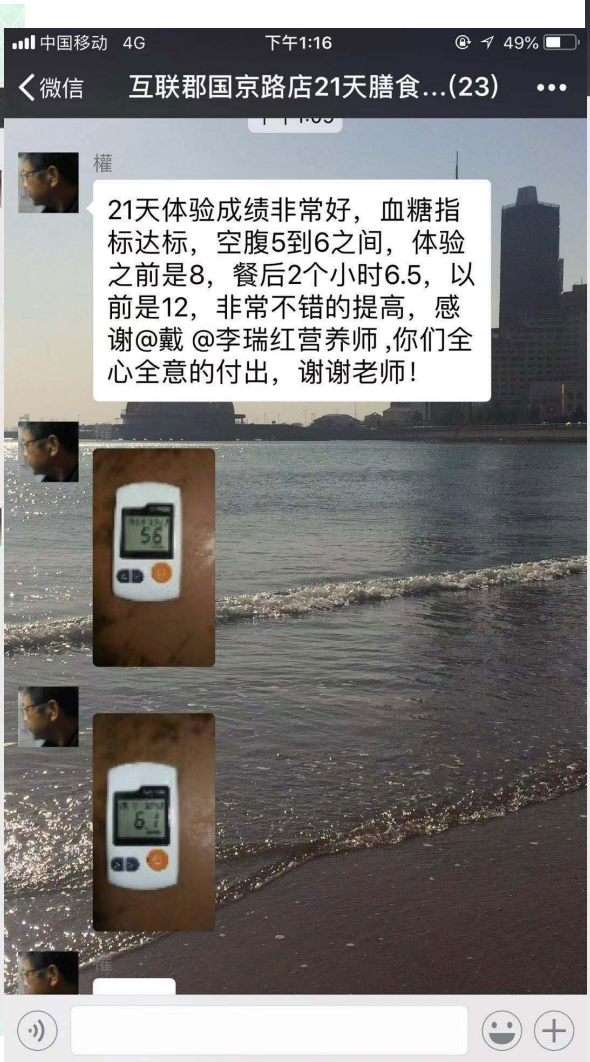 中国移动 4G 下午1:16 49%
微信 互联郡国京路店21天膳食...(23)
權
21天体验成绩非常好，血糖指
标达标，空腹5到6之间，体验
之前是8，餐后2个小时6.5，以
前是12，非常不错的提高，感
谢@戴 @李瑞红营养师 ,你们全
心全意的付出，谢谢老师！
56
61
權